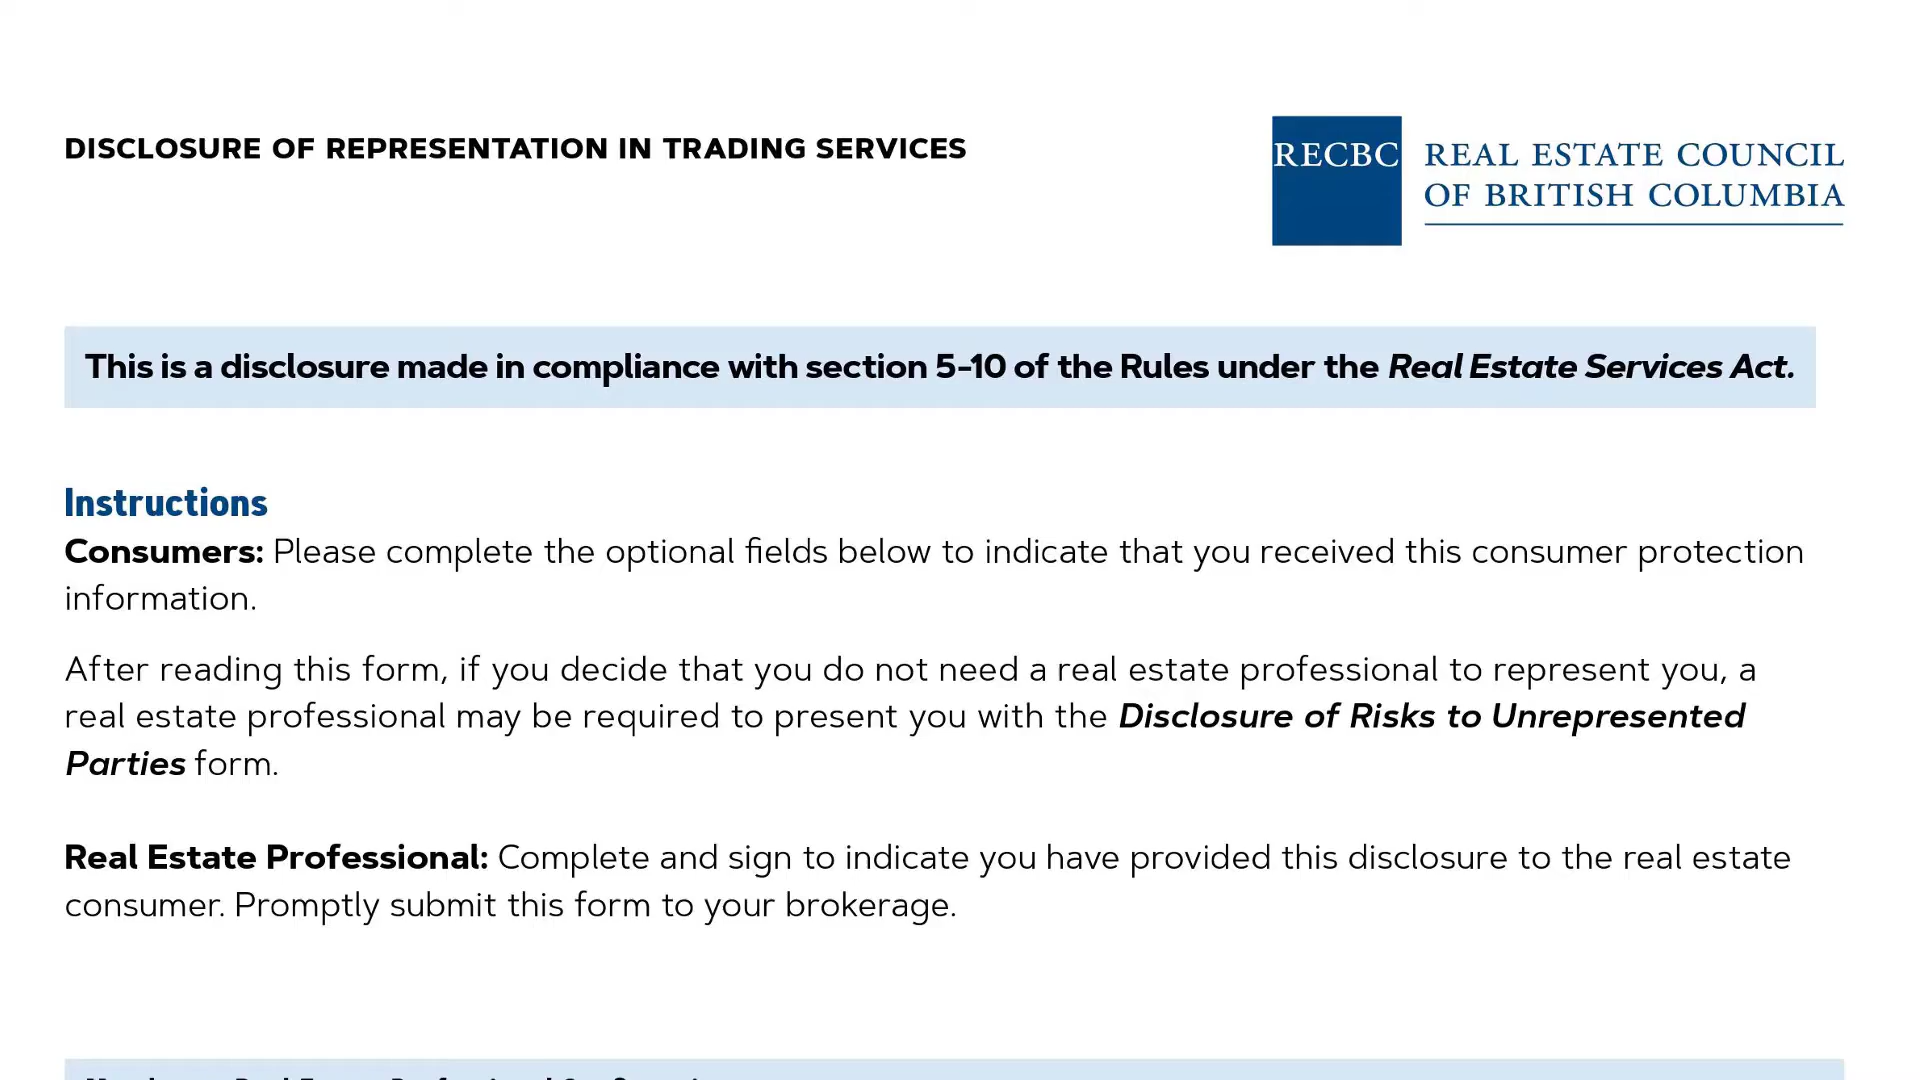 DISCLOSURE OF REPRESENTATION IN TRADING SERVICES
RECBC
REAL ESTATE COUNCIL
OF BRITISH COLUMBIA
This is a disclosure made in compliance with section 5-10 of the Rules under the Real Estate Services Act.
Instructions
Consumers: Please complete the optional fields below to indicate that you received this consumer protection
information.
After reading this form, if you decide that you do not need a real estate professional to represent you, a
real estate professional may be required to present you with the Disclosure of Risks to Unrepresented
Parties form.
Real Estate Professional: Complete and sign to indicate you have provided this disclosure to the real estate
consumer. Promptly submit this form to your brokerage.